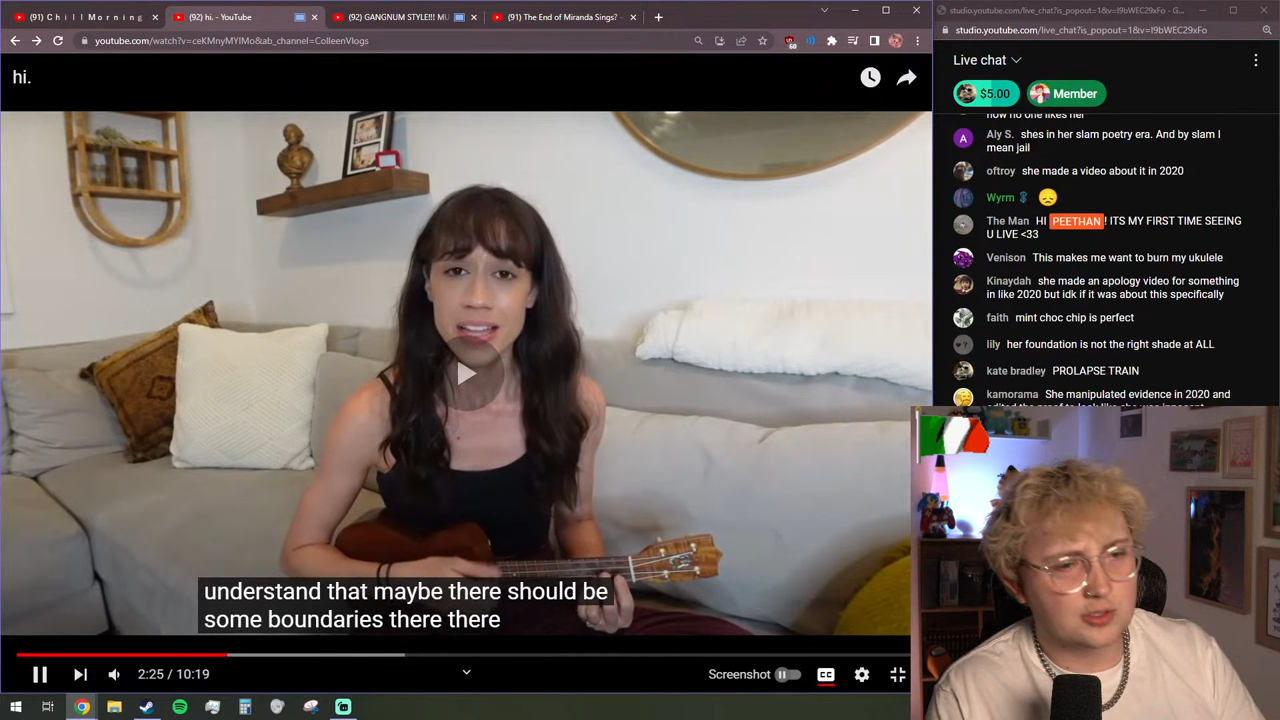 (91) C h i l l M o r n i n g
(92) hi. - YouTube
(92) GANGNUM STYLE!!! MU
(91) The End of Miranda Sings? -
studio.youtube.com/live_chat?is_popout=1&v=I9bWEC29xFo - G...
youtube.com/watch?v=ceKMnyMYIMo&ab_channel=ColleenVlogs
studio.youtube.com/live_chat?is_popout=1&v=I9bWEC29xFo
hi.
Live chat
$5.00
Member
now no one likes her
Aly S. shes in her slam poetry era. And by slam I
mean jail
oftroy she made a video about it in 2020
Wyrm
The Man HI PEETHAN ! ITS MY FIRST TIME SEEING
U LIVE <33
Venison This makes me want to burn my ukulele
Kinaydah she made an apology video for something
in like 2020 but idk if it was about this specifically
faith mint choc chip is perfect
lily her foundation is not the right shade at ALL
kate bradley PROLAPSE TRAIN
kamorama She manipulated evidence in 2020 and
understand that maybe there should be
some boundaries there there
2:25 / 10:19
Screenshot
CC